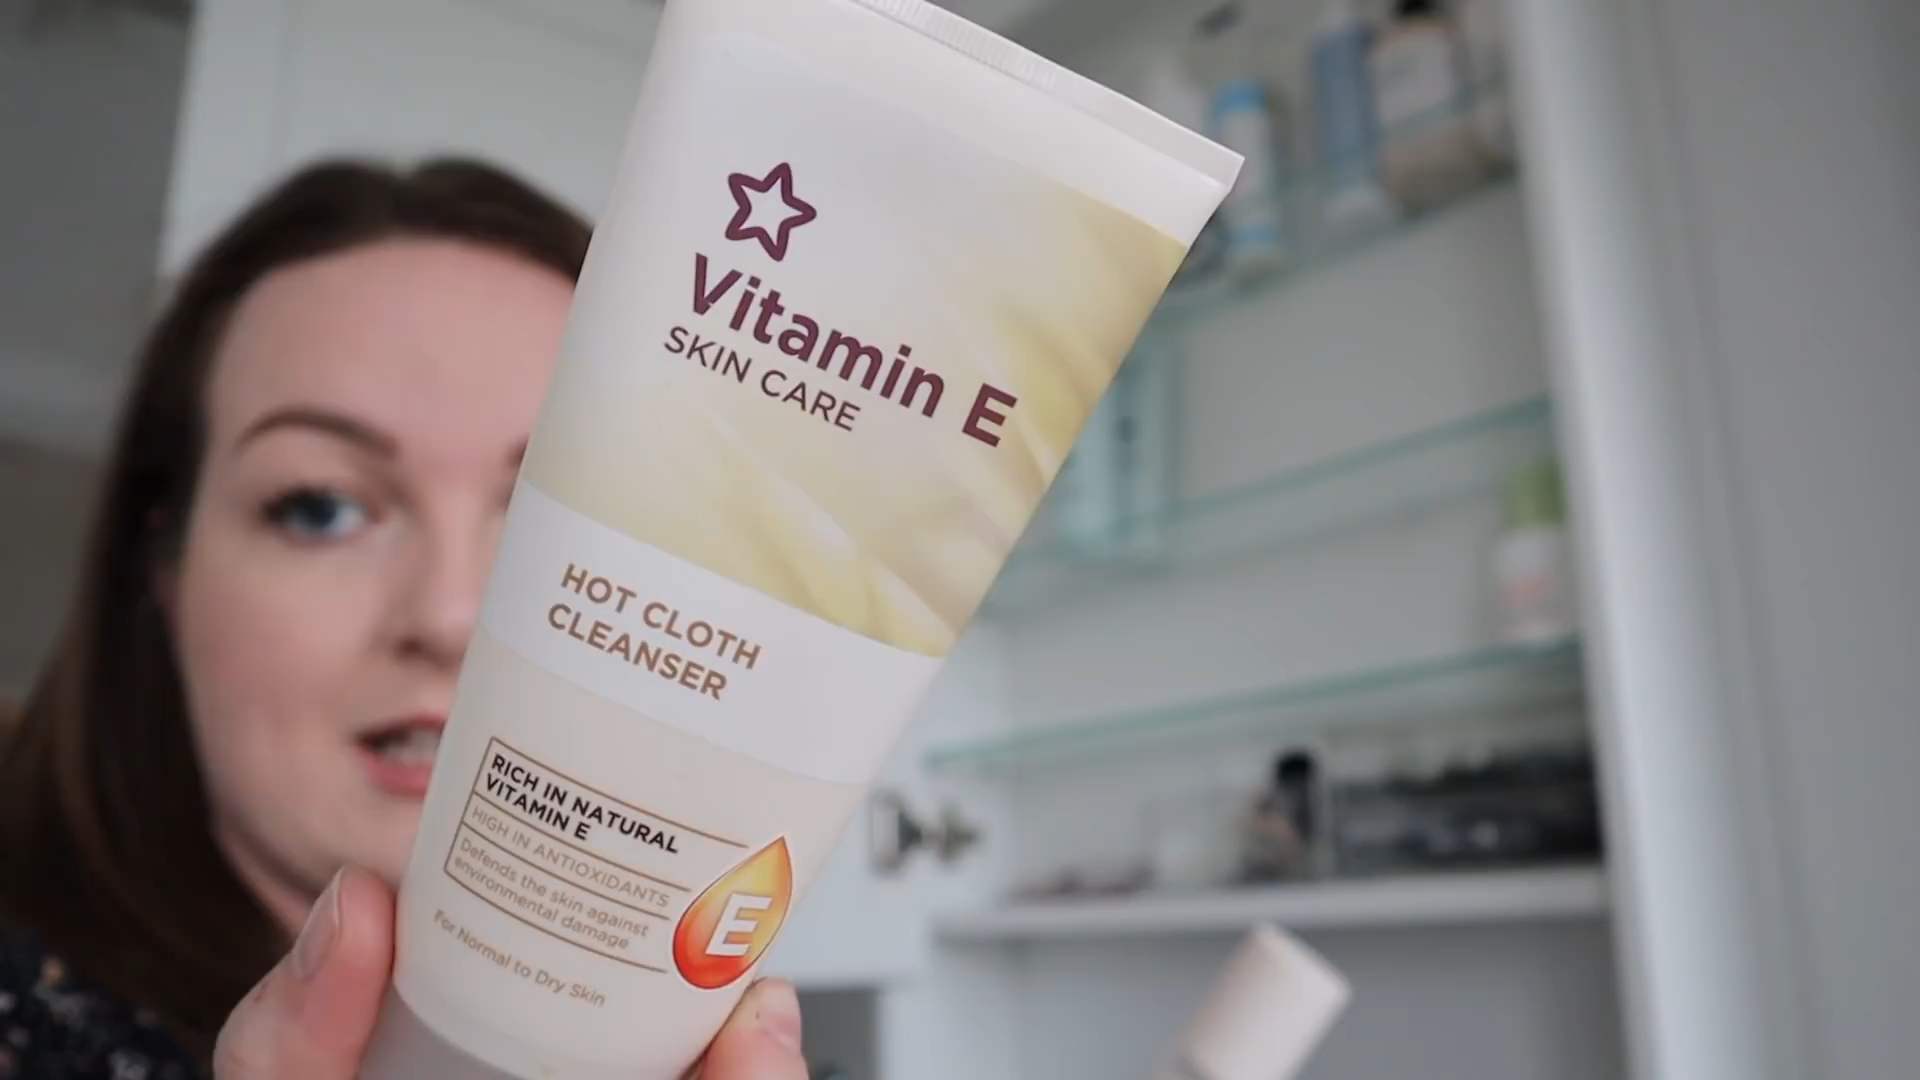 Vitamin E
SKIN CARE
HOT CLOTH
CLEANSER
RICH IN NATURAL
VITAMIN E
HIGH IN ANTIOXIDANTS
Defends the skin against
environmental damage
E
For Normal to Dry Skin